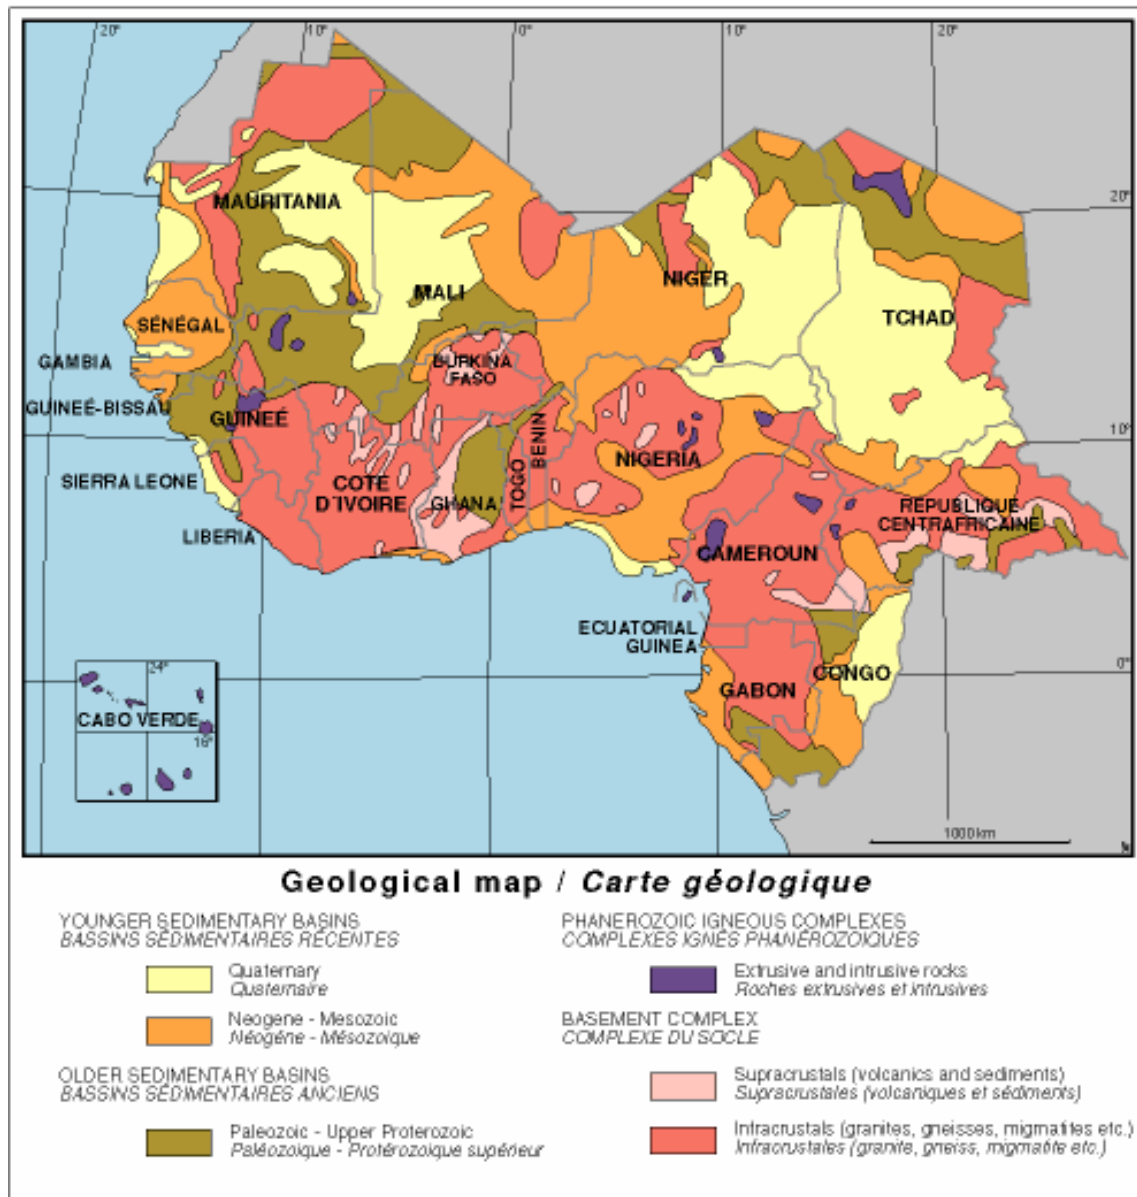 20°
10°
0°
10°
20°
MAURITANIA
20°
NIGER
MALI
TCHAD
SÉNÉGAL
GAMBIA
BURKINA
FASO
GUINEÉ-BISSAU
GUINEÉ
BENIN
10°
NIGERIA
SIERRA LEONE
COTÉ
D'IVOIRE
GHANA
TOGO
RÉPUBLIQUE
CENTRAFRICAINE
LIBERIA
CAMEROUN
ECUATORIAL
GUINEA
24°
0°
CONGO
GABON
CABO VERDE
16°
1000 km
Geological map / Carte géologique
YOUNGER SEDIMENTARY BASINS
BASSINS SÉDIMENTAIRES RÉCENTES
Quaternary
Quaternaire
Neogene - Mesozoic
Néogéne - Mésozoique
OLDER SEDIMENTARY BASINS
BASSINS SÉDIMENTAIRES ANCIENS
Paleozoic - Upper Proterozoic
Paléozoique - Protérozoique supérieur
PHANEROZOIC IGNEOUS COMPLEXES
COMPLEXES IGNÉS PHANÉROZOIQUES
Extrusive and intrusive rocks
Roches extrusives et intrusives
BASEMENT COMPLEX
COMPLEXE DU SOCLE
Supracrustals (volcanics and sediments)
Supracrustales (volcaniques et sédiments)
Infracrustals (granites, gneisses, migmatites etc.)
Infracrustales (granite, gneiss, migmatite etc.)